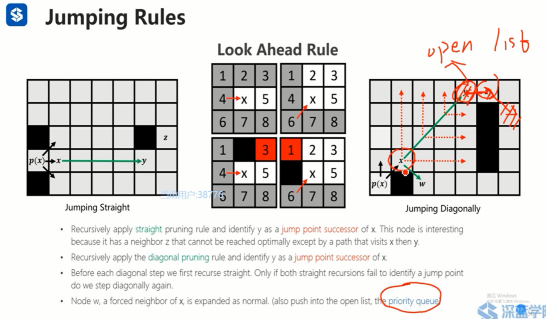 Jumping Rules
open list
Look Ahead Rule
1 2 3
4 x 5
6 7 8
1 2 3
4 x 5
6 7 8
1 3
4 x 5
6 7 8
1 2 3
x 5
6 7 8
z
p(x) x y
Jumping Straight
x
p(x) w
Jumping Diagonally
• Recursively apply straight pruning rule and identify y as a jump point successor of x. This node is interesting
because it has a neighbor z that cannot be reached optimally except by a path that visits x then y.
• Recursively apply the diagonal pruning rule and identify y as a jump point successor of x.
• Before each diagonal step we first recurse straight. Only if both straight recursions fail to identify a jump point
do we step diagonally again.
• Node w, a forced neighbor of x, is expanded as normal. (also push into the open list, the priority queue)
Windows
深蓝学院